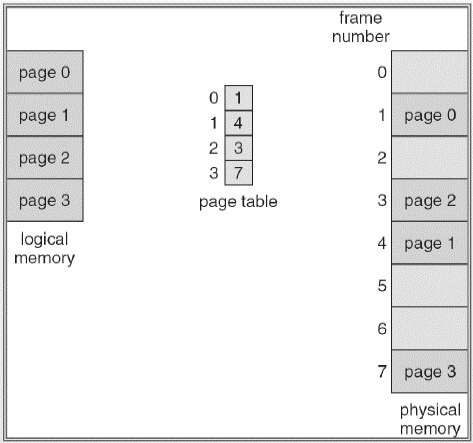 frame
number
page 0
page 1
page 2
page 3
logical
memory
0 1
1 4
2 3
3 7
page table
0
1 page 0
2
3 page 2
4 page 1
5
6
7 page 3
physical
memory